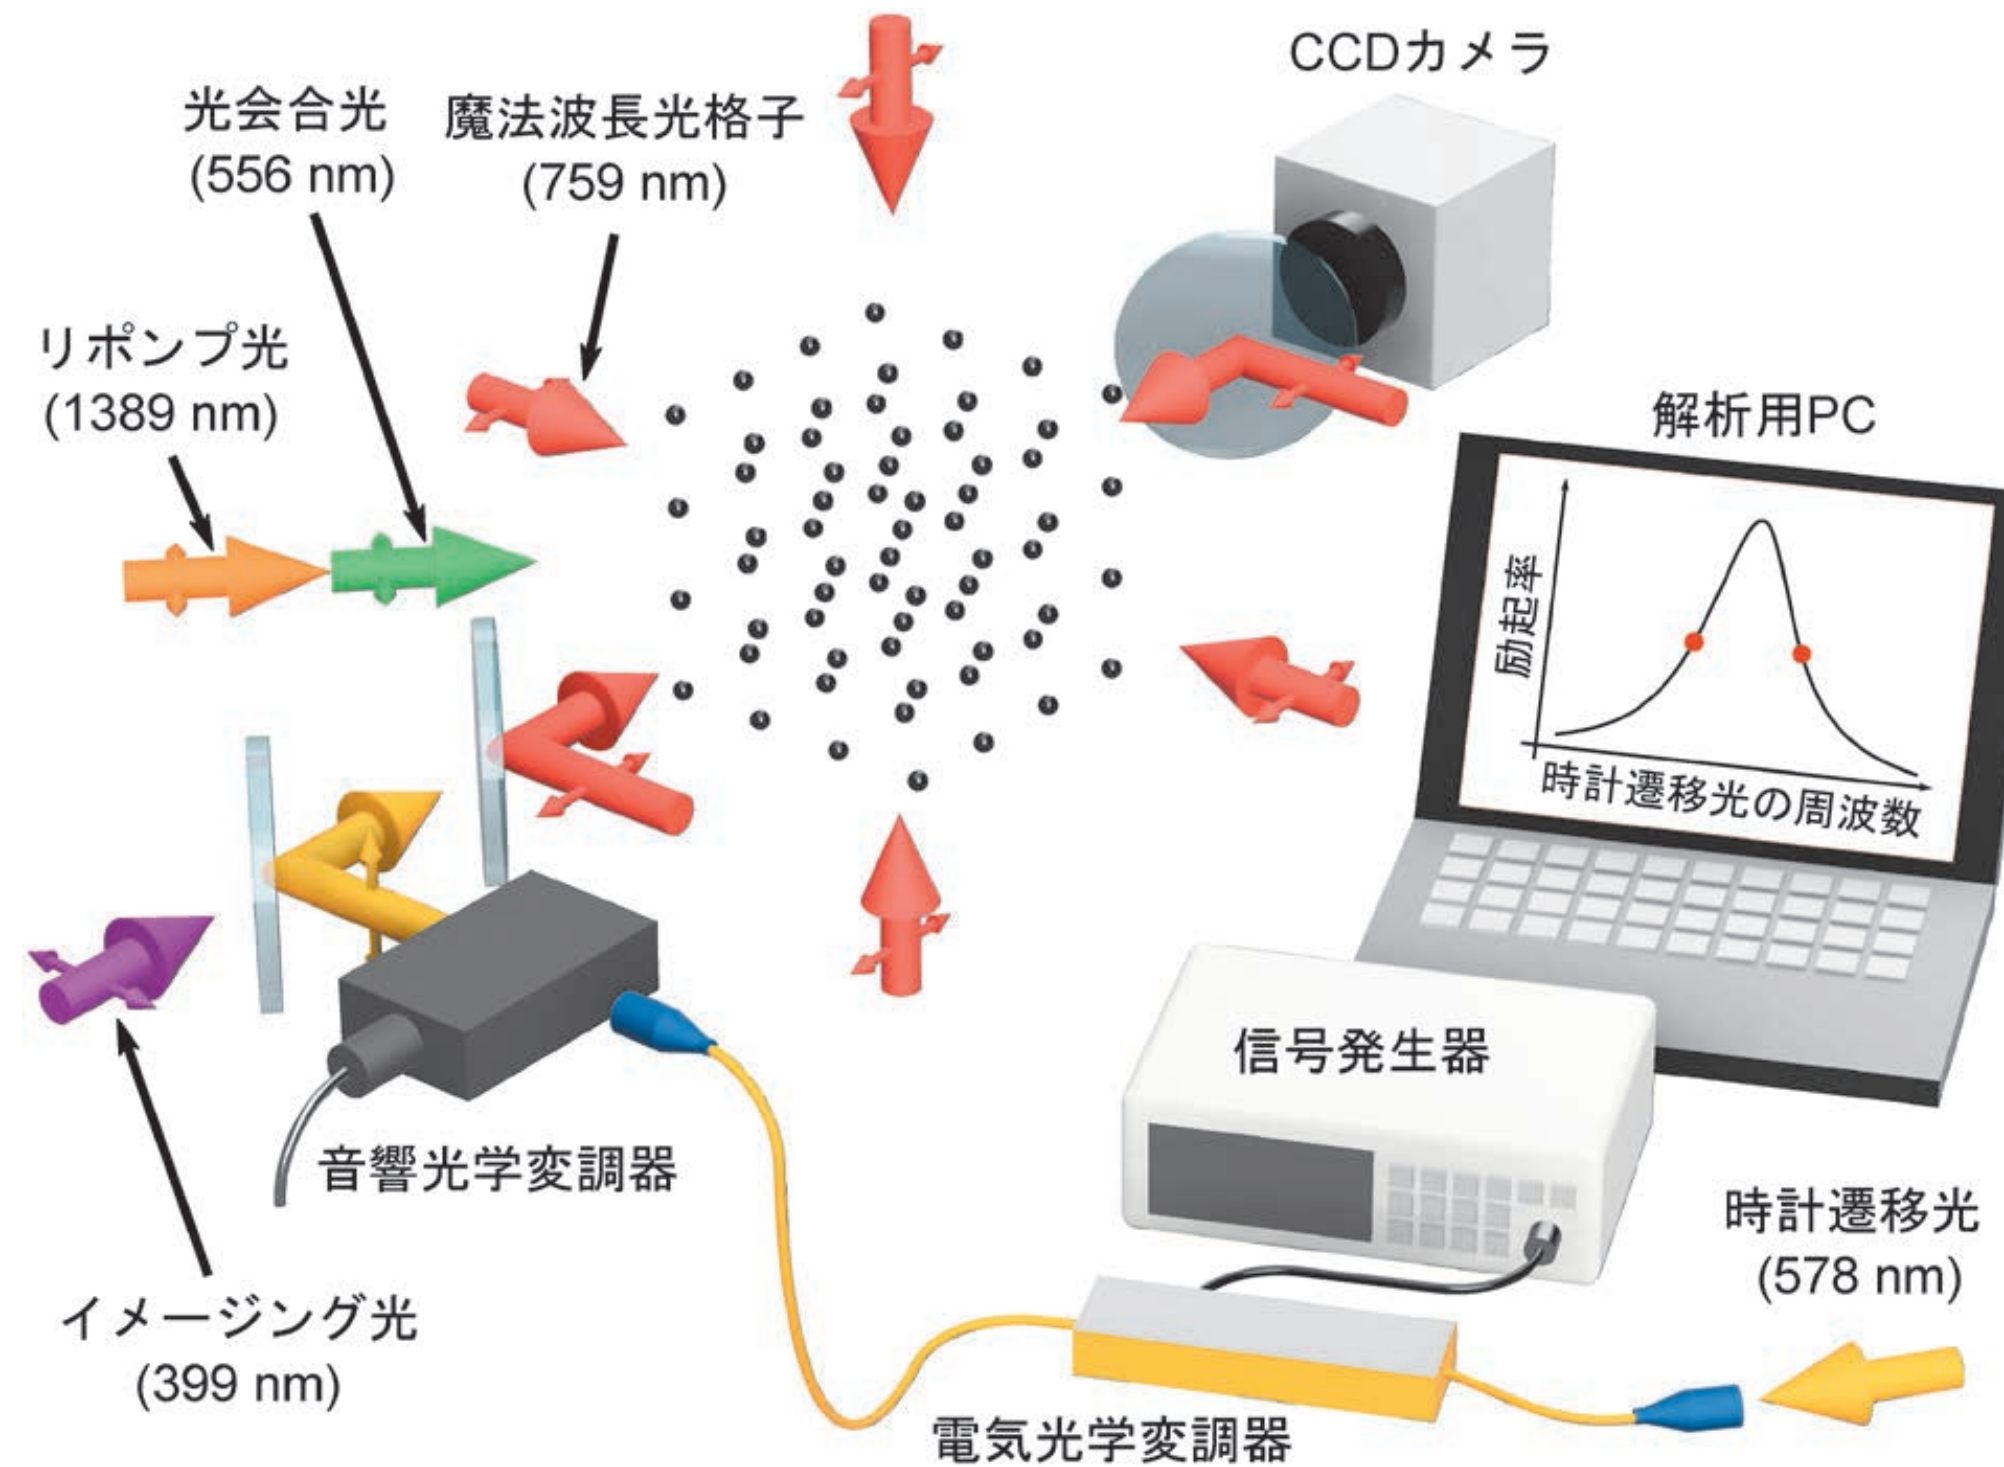 CCDカメラ
光会合光
(556 nm)
魔法波長光格子
(759 nm)
リポンプ光
(1389 nm)
解析用PC
励起率
時計遷移光の周波数
信号発生器
音響光学変調器
時計遷移光
(578 nm)
イメージング光
(399 nm)
電気光学変調器